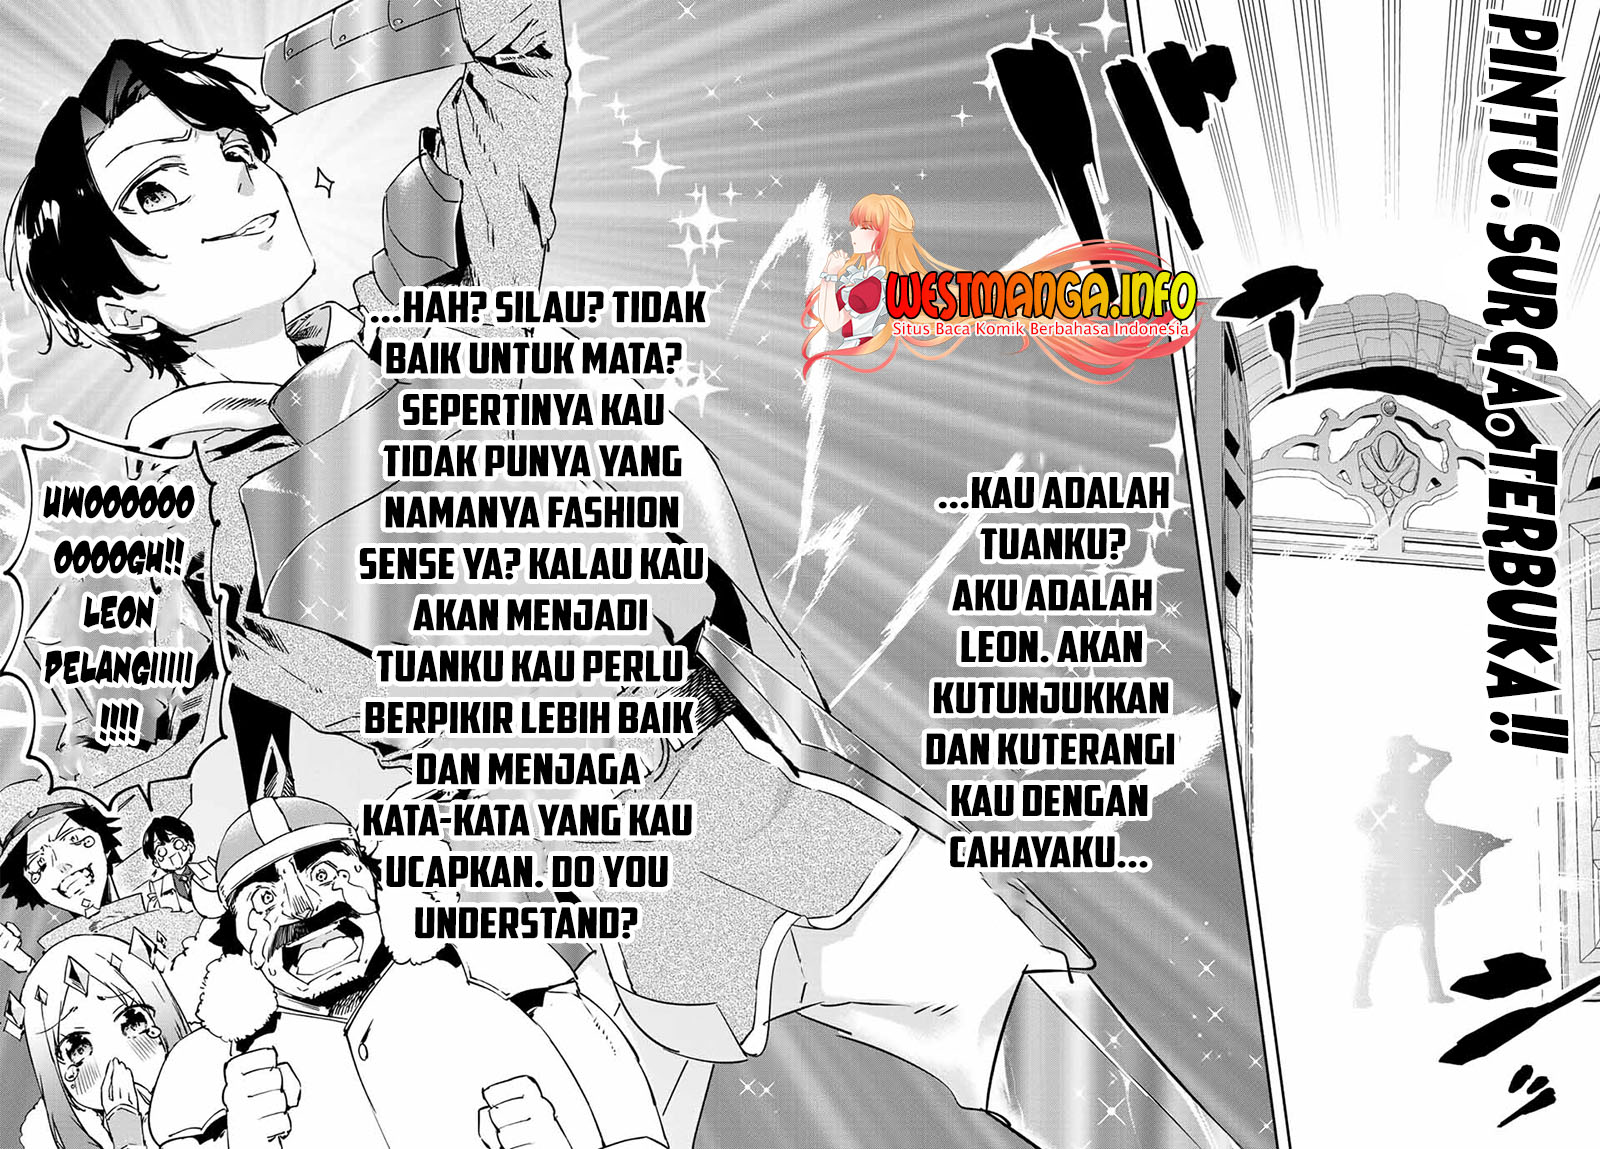 PINTU. SURGA。TERBUKA!!
WESTMANGA.INFO
Situs Baca Komik Berbahasa Indonesia
...KAU ADALAH
TUANKU?
AKU ADALAH
LEON. AKAN
KUTUNJUKKAN
DAN KUTERANGI
KAU DENGAN
CAHAYAKU...
...HAH? SILAU? TIDAK
BAIK UNTUK MATA?
SEPERTINYA KAU
TIDAK PUNYA YANG
NAMANYA FASHION
SENSE YA? KALAU KAU
AKAN MENJADI
TUANKU KAU PERLU
BERPIKIR LEBIH BAIK
DAN MENJAGA
KATA-KATA YANG KAU
UCAPKAN. DO YOU
UNDERSTAND?
UWOOOOOO
OOOOGH!!
LEON
PELANGIIIIII
!!!!